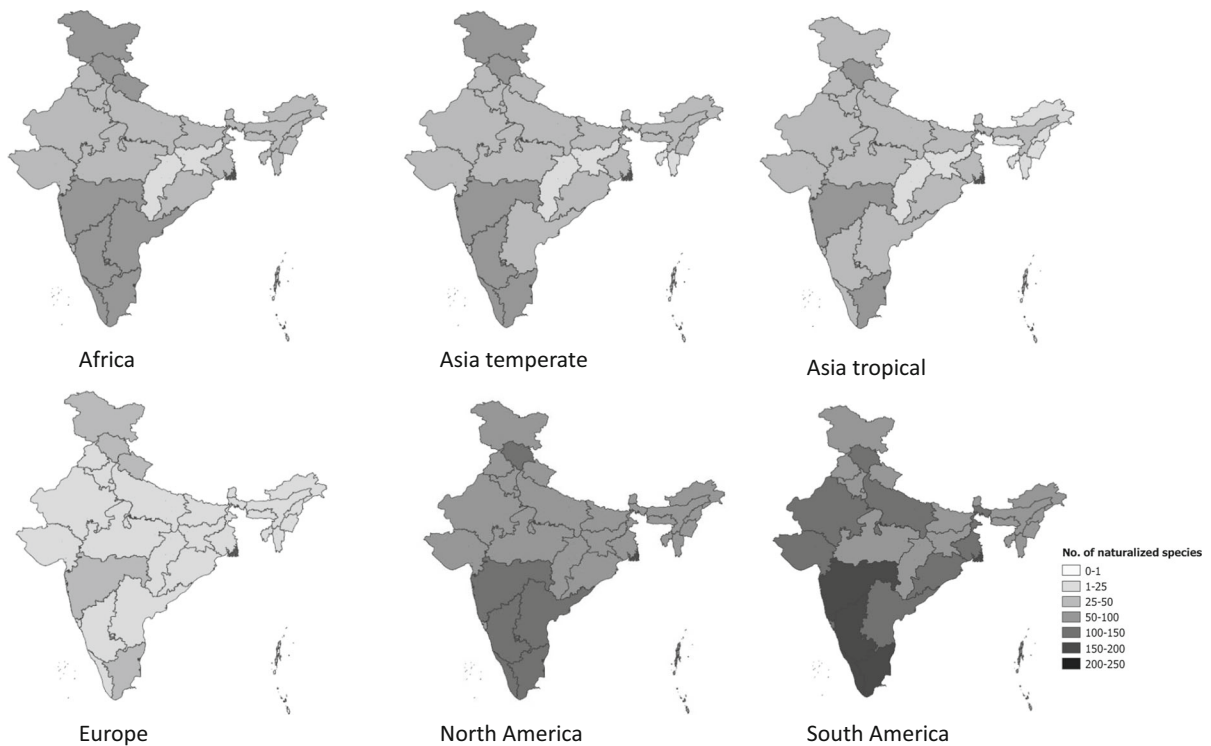 Africa
Asia temperate
Asia tropical
Europe
North America
South America
No. of naturalized species
0-1
1-25
25-50
50-100
100-150
150-200
200-250